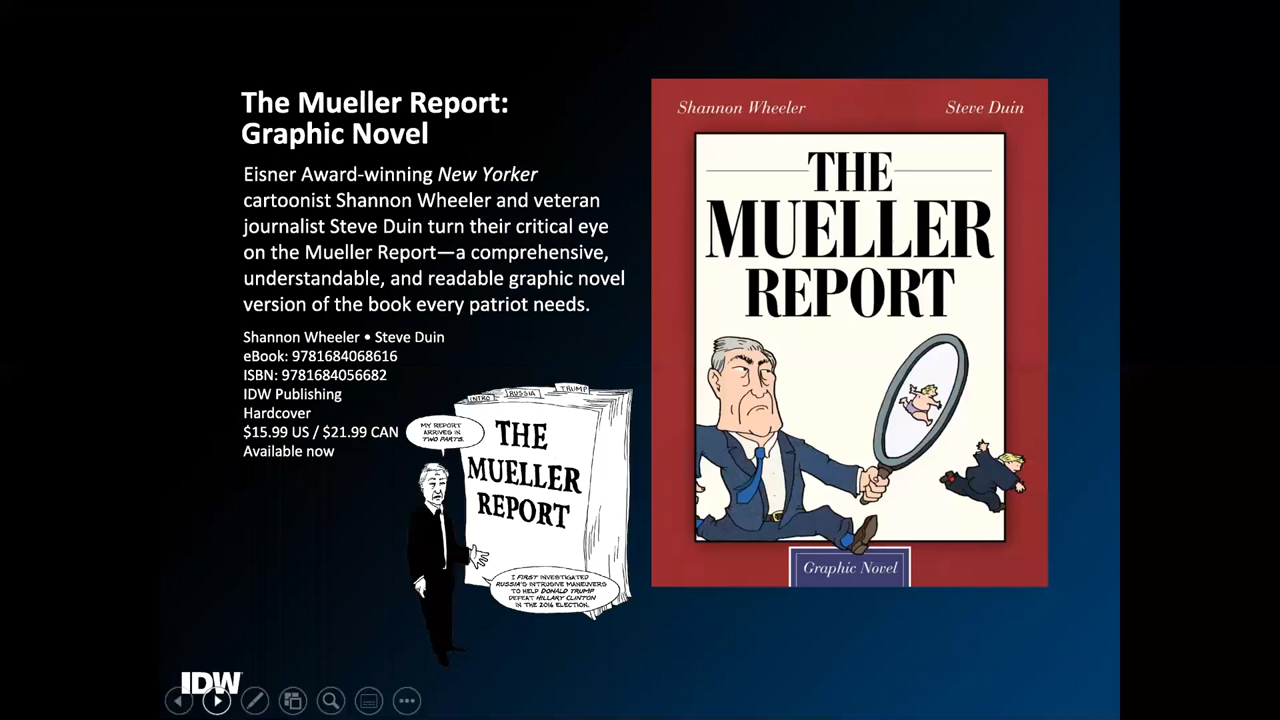 The Mueller Report:
Graphic Novel
Eisner Award-winning New Yorker
cartoonist Shannon Wheeler and veteran
journalist Steve Duin turn their critical eye
on the Mueller Report—a comprehensive,
understandable, and readable graphic novel
version of the book every patriot needs.
Shannon Wheeler • Steve Duin
eBook: 9781684068616
ISBN: 9781684056682
IDW Publishing
Hardcover
$15.99 US / $21.99 CAN
Available now
INTRO
RUSSIA
TRUMP
MY REPORT
ARRIVES IN
TWO PARTS.
THE
MUELLER
REPORT
I FIRST INVESTIGATED
RUSSIA'S INTRUSIVE MANEUVERS
TO HELP DONALD TRUMP
DEFEAT HILLARY CLINTON
IN THE 2016 ELECTION.
Shannon Wheeler
Steve Duin
THE
MUELLER
REPORT
Graphic Novel
IDW